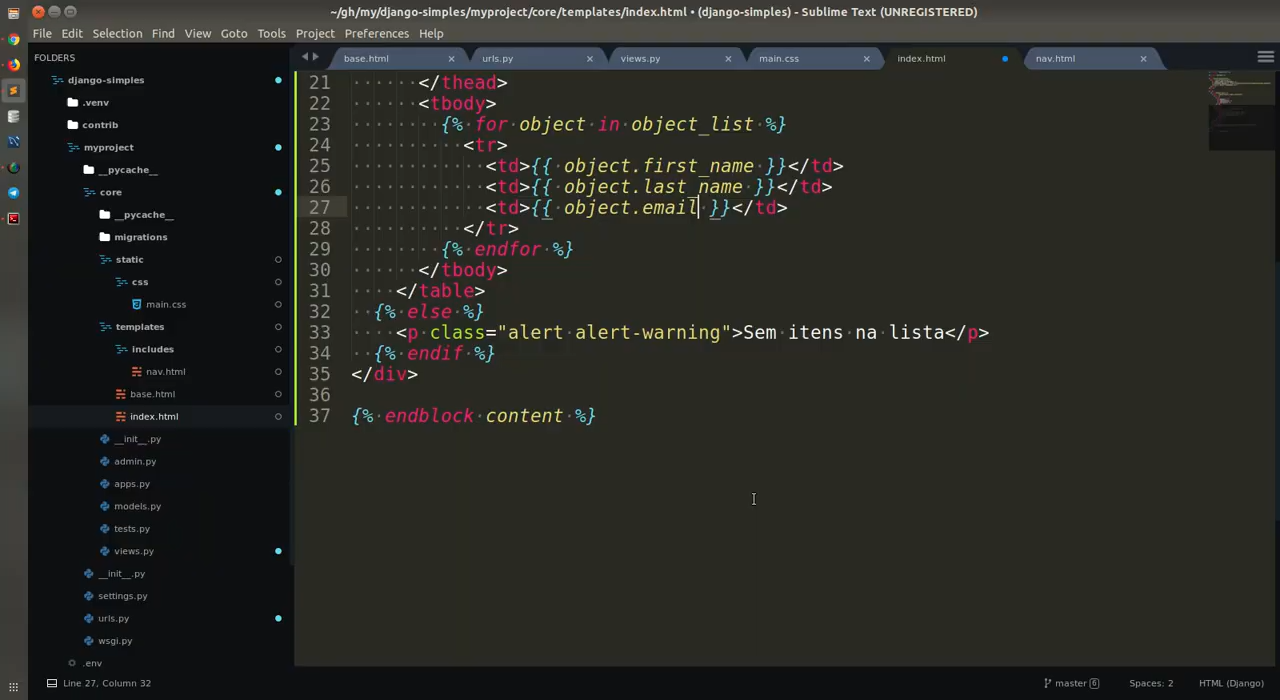 ~/gh/my/django-simples/myproject/core/templates/index.html • (django-simples) - Sublime Text (UNREGISTERED)
File Edit Selection Find View Goto Tools Project Preferences Help
FOLDERS
django-simples
.venv
contrib
myproject
__pycache__
core
__pycache__
migrations
static
css
main.css
templates
includes
nav.html
base.html
index.html
__init__.py
admin.py
apps.py
models.py
tests.py
views.py
__init__.py
settings.py
urls.py
wsgi.py
.env
base.html urls.py views.py main.css index.html nav.html
21 </thead>
22 <tbody>
23 {% for object in object_list %}
24 <tr>
25 <td>{{ object.first_name }}</td>
26 <td>{{ object.last_name }}</td>
27 <td>{{ object.email }}</td>
28 </tr>
29 {% endfor %}
30 </tbody>
31 </table>
32 {% else %}
33 <p class="alert alert-warning">Sem itens na lista</p>
34 {% endif %}
35 </div>
36
37 {% endblock content %}
Line 27, Column 32 master 6 Spaces: 2 HTML (Django)